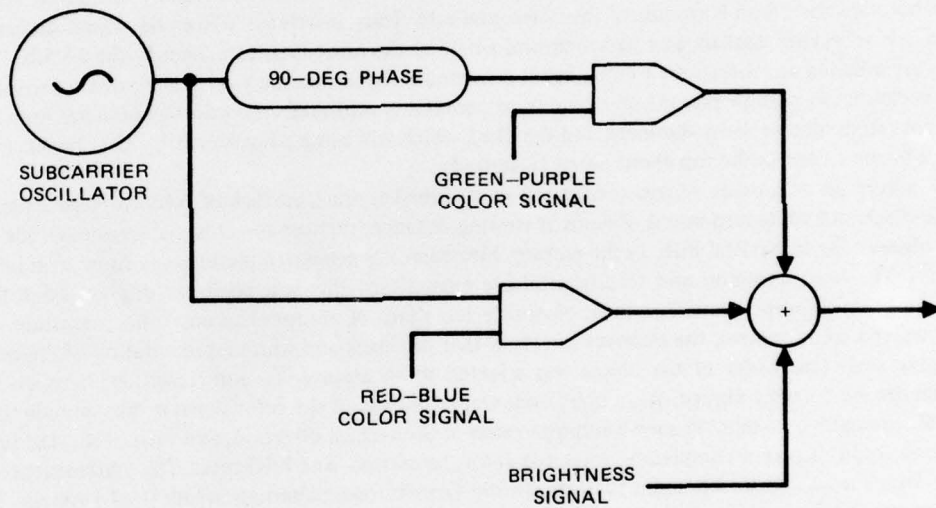 90-DEG PHASE
SUBCARRIER
OSCILLATOR
GREEN-PURPLE
COLOR SIGNAL
+
RED-BLUE
COLOR SIGNAL
BRIGHTNESS
SIGNAL